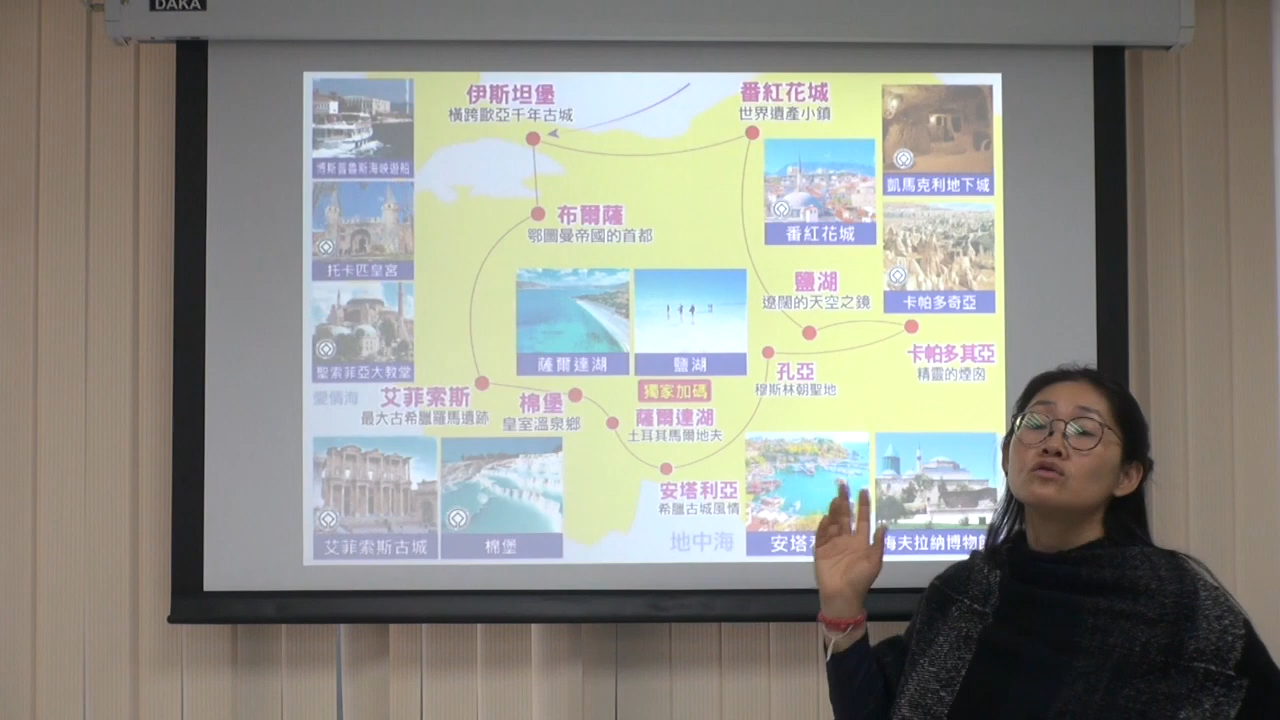 DAKA
伊斯坦堡
橫跨歐亞千年古城
番紅花城
世界遺產小鎮
博斯普魯斯海峽遊船
凱馬克利地下城
布爾薩
鄂圖曼帝國的首都
番紅花城
托卡匹皇宮
鹽湖
遼闊的天空之鏡
卡帕多奇亞
薩爾達湖
鹽湖
卡帕多其亞
精靈的煙囪
聖索菲亞大教堂
孔亞
穆斯林朝聖地
愛情海
艾菲索斯
最大古希臘羅馬遺跡
棉堡
皇室溫泉鄉
獨家加碼
薩爾達湖
土耳其馬爾地夫
安塔利亞
希臘古城風情
地中海
艾菲索斯古城
棉堡
安塔
梅夫拉納博物館